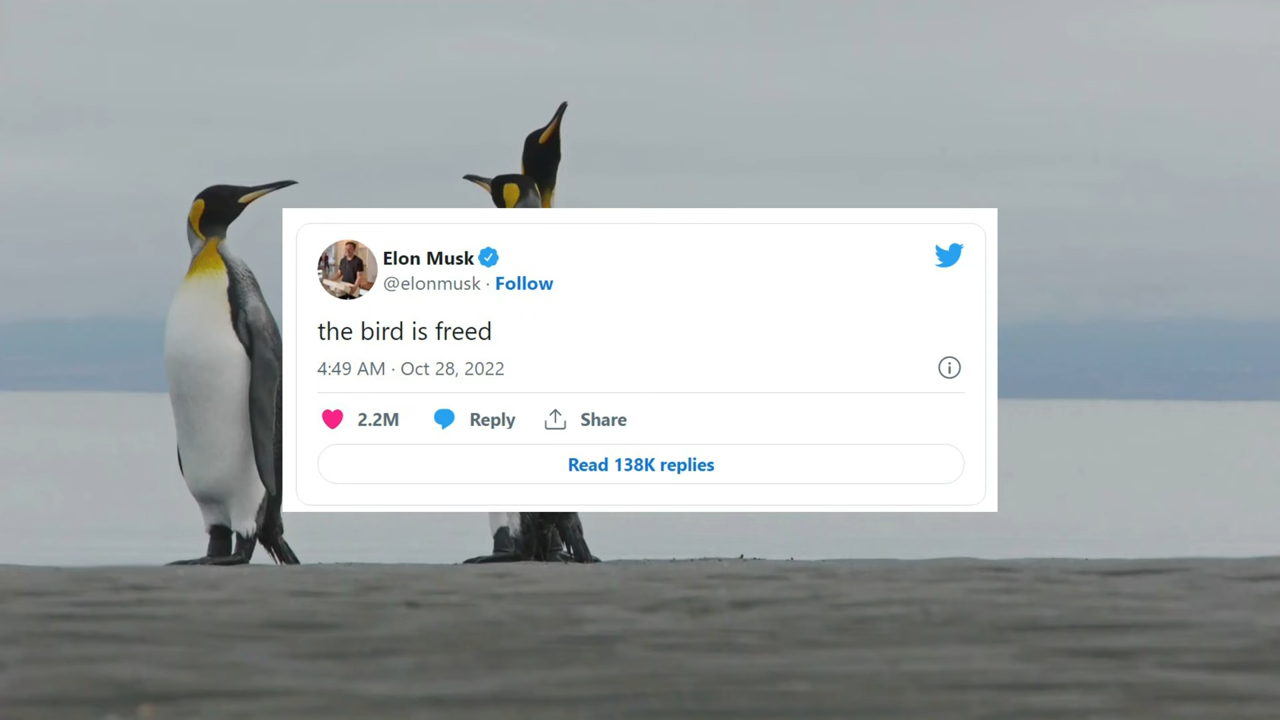 Elon Musk
@elonmusk · Follow
the bird is freed
4:49 AM · Oct 28, 2022
2.2M Reply Share
Read 138K replies